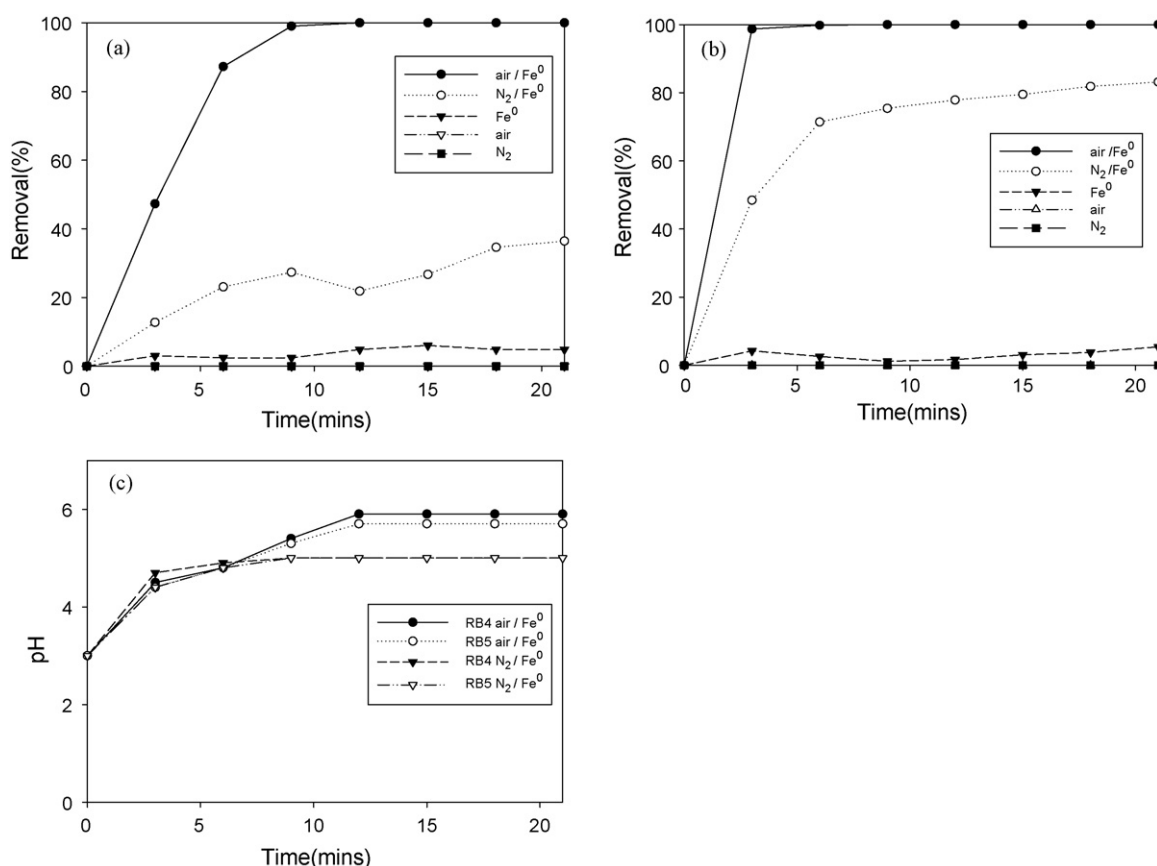 (a)
Removal(%)
100
80
60
40
20
0
air / Fe⁰
N₂ / Fe⁰
Fe⁰
air
N₂
0 5 10 15 20
Time(mins)
(b)
Removal(%)
100
80
60
40
20
0
air /Fe⁰
N₂ /Fe⁰
Fe⁰
air
N₂
0 5 10 15 20
Time(mins)
(c)
pH
6
4
2
0
RB4 air / Fe⁰
RB5 air / Fe⁰
RB4 N₂ / Fe⁰
RB5 N₂ / Fe⁰
0 5 10 15 20
Time(mins)